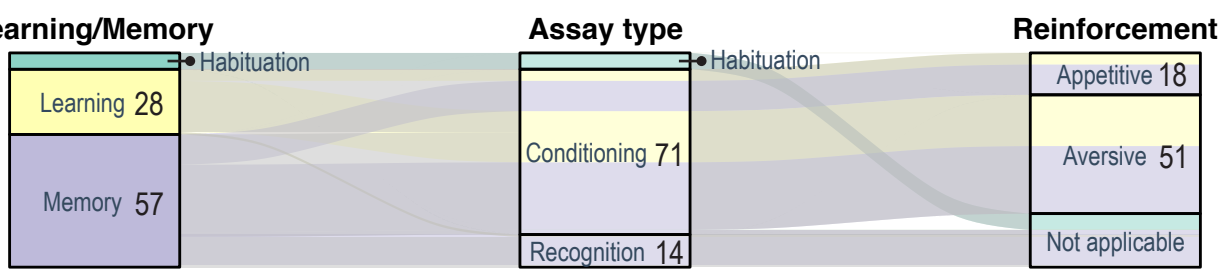 earning/Memory Assay type Reinforcement
Habituation Habituation
Appetitive 18
Learning 28
Conditioning 71 Aversive 51
Memory 57
Recognition 14 Not applicable